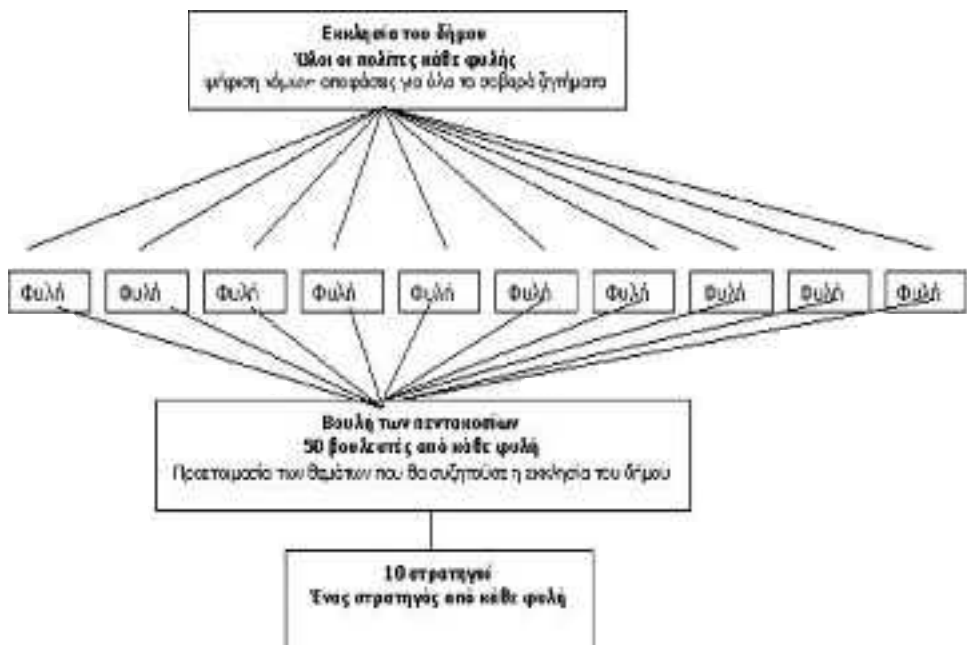 Εκκλησία του δήμου
Όλοι οι πολίτες κάθε φυλής
ψήφιση νόμων- αποφάσεις για όλα τα σοβαρά ζητήματα
Φυλή Φυλή Φυλή Φυλή Φυλή Φυλή Φυλή Φυλή Φυλή Φυλή
Βουλή των πεντακοσίων
50 βουλευτές από κάθε φυλή
Προετοιμασία των θεμάτων που θα συζητούσε η εκκλησία του δήμου
10 στρατηγοί
Ένας στρατηγός από κάθε φυλή